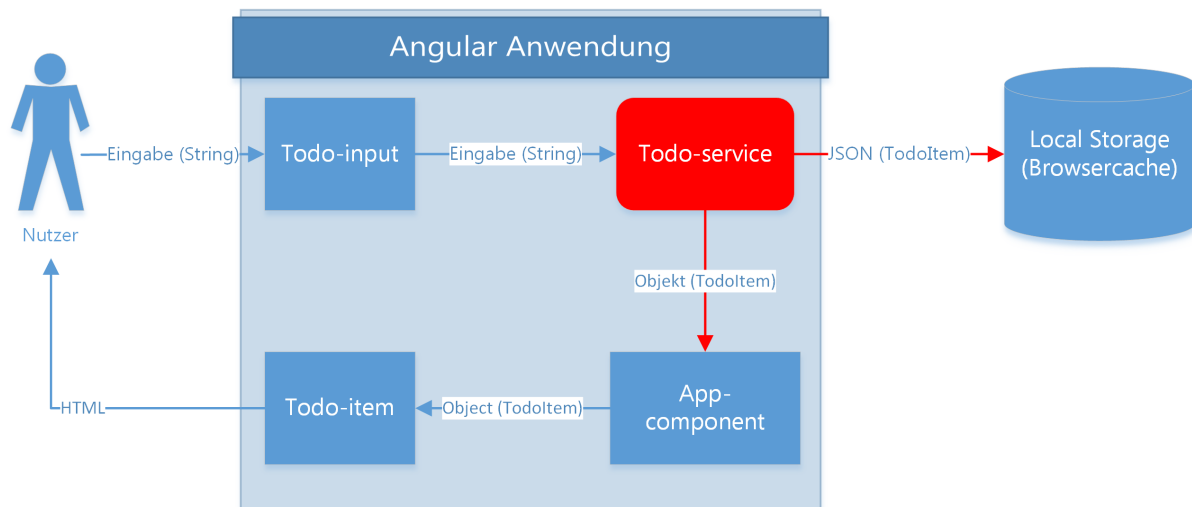 Angular Anwendung
Nutzer
Eingabe (String)
Todo-input
Eingabe (String)
Todo-service
JSON (TodoItem)
Local Storage
(Browsercache)
Objekt (TodoItem)
HTML
Todo-item
Object (TodoItem)
App-
component